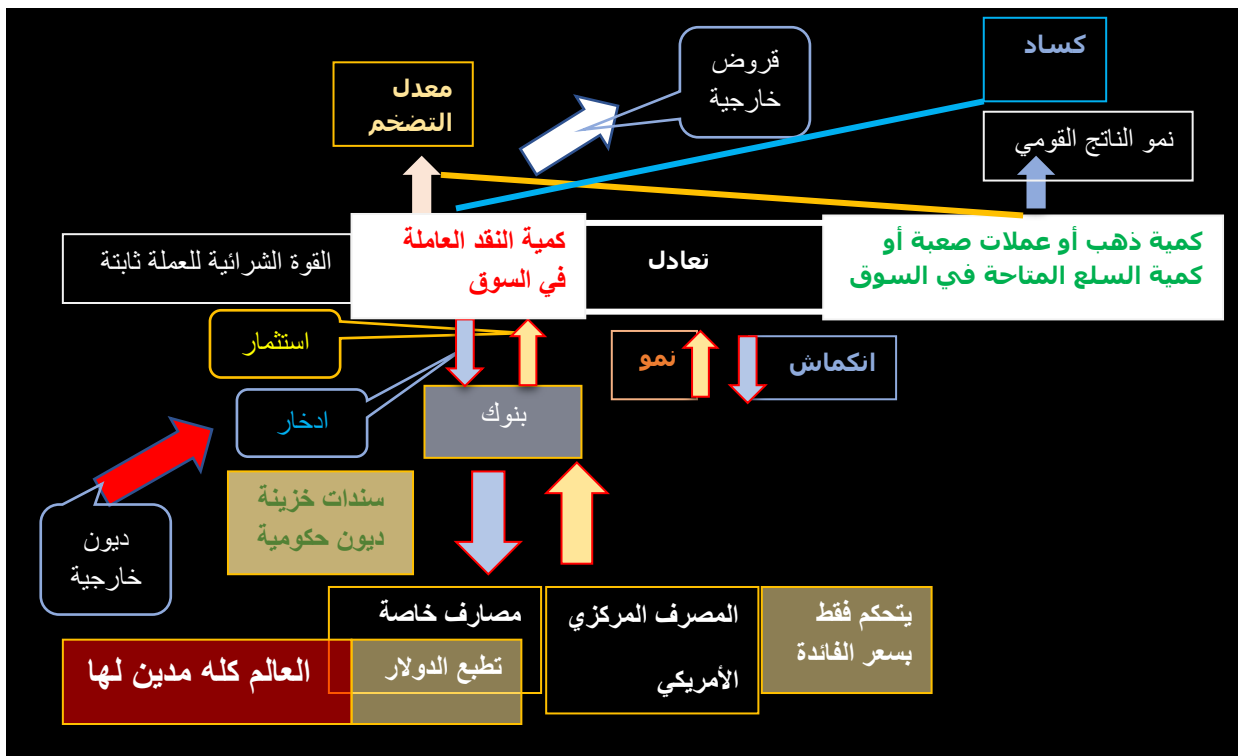 كساد
قروض
خارجية
معدل
التضخم
نمو الناتج القومي
كمية ذهب أو عملات صعبة أو
كمية السلع المتاحة في السوق
تعادل
كمية النقد العاملة
في السوق
القوة الشرائية للعملة ثابتة
انكماش
نمو
استثمار
بنوك
ادخار
سندات خزينة
ديون حكومية
ديون
خارجية
يتحكم فقط
بسعر الفائدة
المصرف المركزي
الأمريكي
مصارف خاصة
تطبع الدولار
العالم كله مدين لها